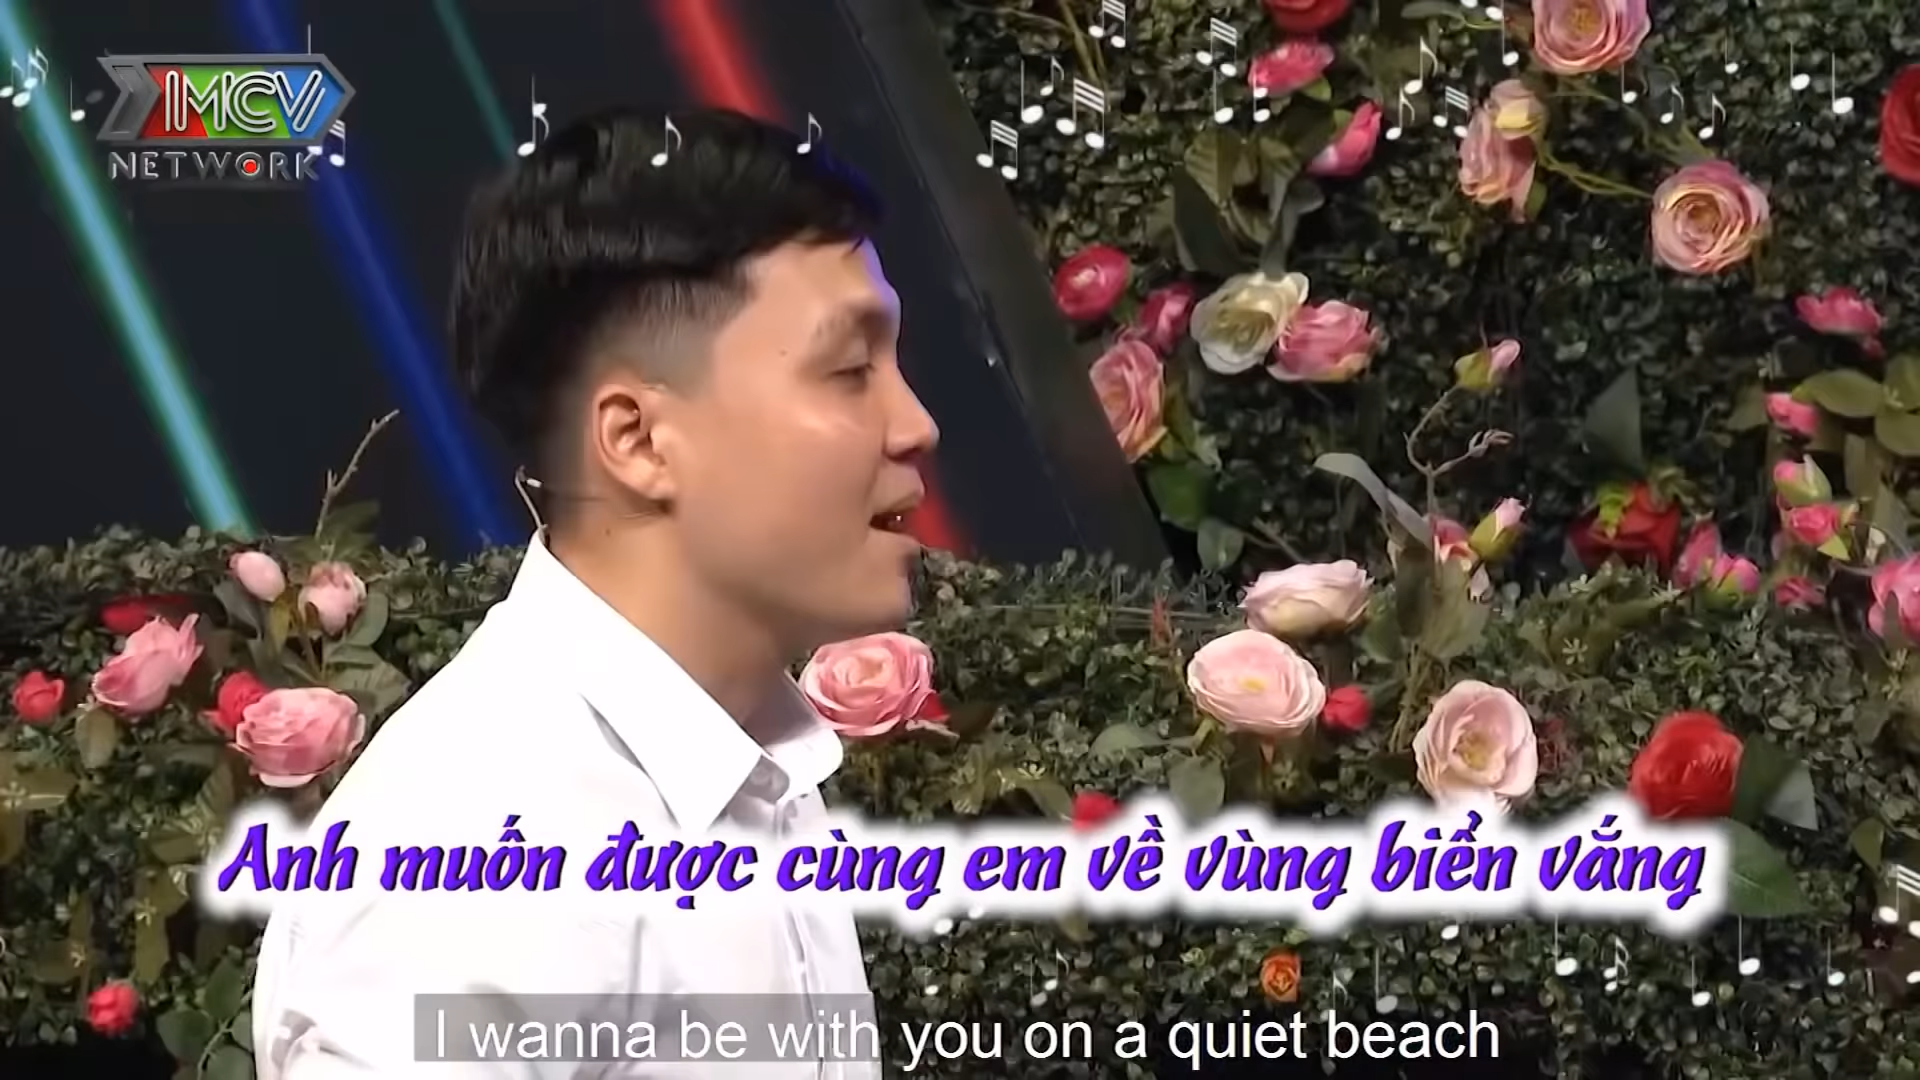 MCV
NETWORK
Anh muốn được cùng em về vùng biển vắng
I wanna be with you on a quiet beach